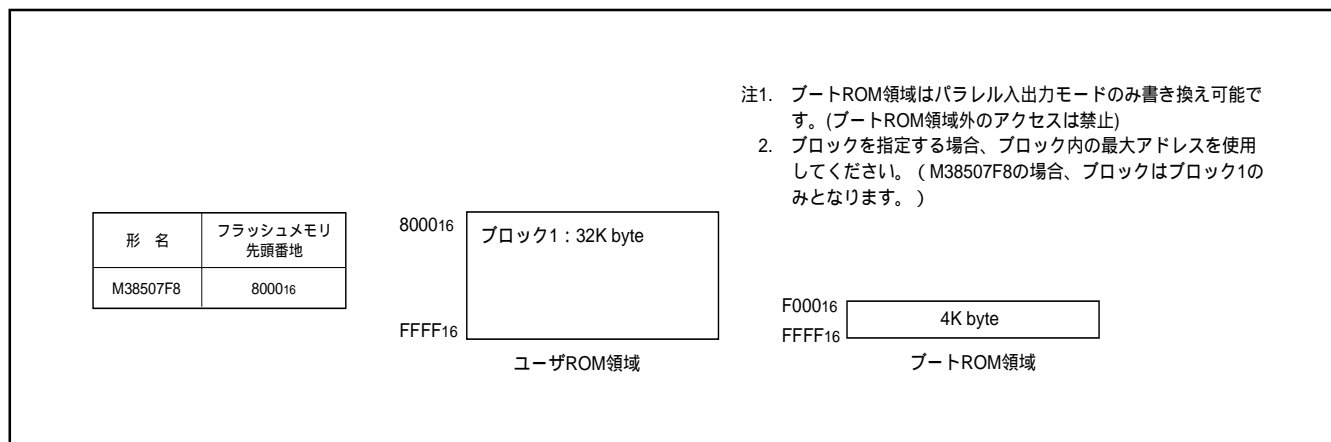 注1. ブートROM領域はパラレル入出力モードのみ書き換え可能で
す。(ブートROM領域外のアクセスは禁止)
2. ブロックを指定する場合、ブロック内の最大アドレスを使用
してください。(M38507F8の場合、ブロックはブロック1の
みとなります。)
形 名
フラッシュメモリ
先頭番地
M38507F8
800016
800016
ブロック1:32K byte
FFFF16
ユーザROM領域
F00016
4K byte
FFFF16
ブートROM領域